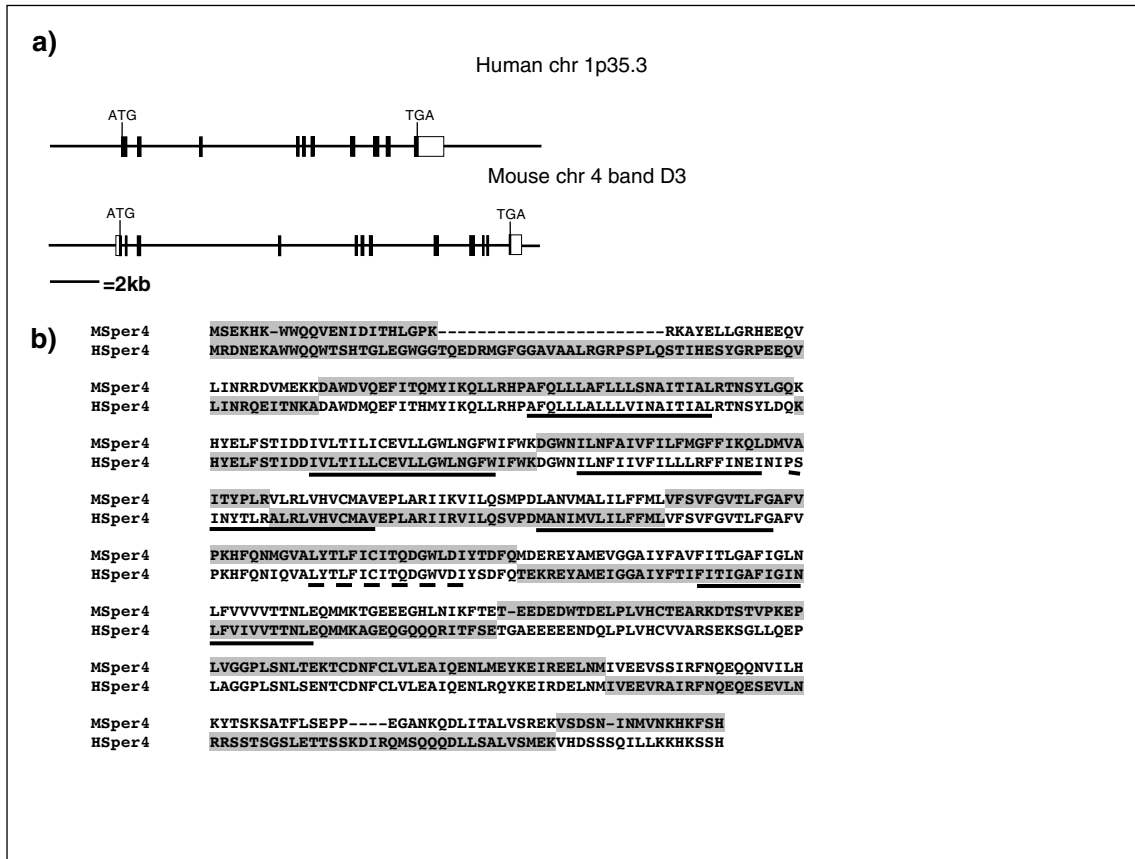 a)
Human chr 1p35.3
ATG TGA
Mouse chr 4 band D3
ATG TGA
=2kb
b)
MSper4 MSEKHK-WWQQVENIDITHLGPK-----------------------RKAYELLGRHEEQV
HSper4 MRDNEKAWWQQWTSHTGLEGWGGTQEDRMGFGGAVAALRGRPSPLQSTIHESYGRPEEQV
MSper4 LINRRDVMEKKDAWDVQEFITQMYIKQLLRHPAFQLLLAFLLLSNAITIALRTNSYLGQK
HSper4 LINRQEITNKADAWDMQEFITHMYIKQLLRHPAFQLLLALLLVINAITIALRTNSYLDQK
MSper4 HYELFSTIDDIVLTILICEVLLGWLNGFWIFWKDGWNILNFAIVFILFMGFFIKQLDMVA
HSper4 HYELFSTIDDIVLTILLCEVLLGWLNGFWIFWKDGWNILNFIIVFILLLRFFINEINIPS
MSper4 ITYPLRVLRLVHVCMAVEPLARIIKVILQSMPDLANVMALILFFMLVFSVFGVTLFGAFV
HSper4 INYTLRALRLVHVCMAVEPLARIIRVILQSVPDMANIMVLILFFMLVFSVFGVTLFGAFV
MSper4 PKHFQNMGVALYTLFICITQDGWLDIYTDFQMDEREYAMEVGGAIYFAVFITLGAFIGLN
HSper4 PKHFQNIQVALYTLFICITQDGWVDIYSDFQTEKREYAMEIGGAIYFTIFITIGAFIGIN
MSper4 LFVVVVTTNLEQMMKTGEEEGHLNIKFTET-EEDEDWTDELPLVHCTEARKDTSTVPKEP
HSper4 LFVIVVTTNLEQMMKAGEQGQQQRITFSETGAEEEEENDQLPLVHCVVARSEKSGLLQEP
MSper4 LVGGPLSNLTEKTCDNFCLVLEAIQENLMEYKEIREELNMIVEEVSSIRFNQEQQNVILH
HSper4 LAGGPLSNLSENTCDNFCLVLEAIQENLRQYKEIRDELNMIVEEVRAIRFNQEQESEVLN
MSper4 KYTSKSATFLSEPP----EGANKQDLITALVSREKVSDSN-INMVNKHKFSH
HSper4 RRSSTSGSLETTSSKDIRQMSQQQDLLSALVSMEKVHDSSSQILLKKHKSSH